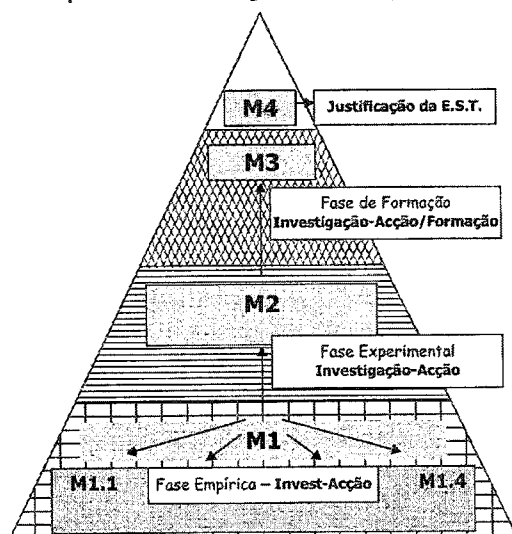 M4
Justificação da E.S.T.
M3
Fase de Formação
Investigação-Acção/Formação
M2
Fase Experimental
Investigação-Acção
M1
M1.1
Fase Empírica – Invest-Acção
M1.4